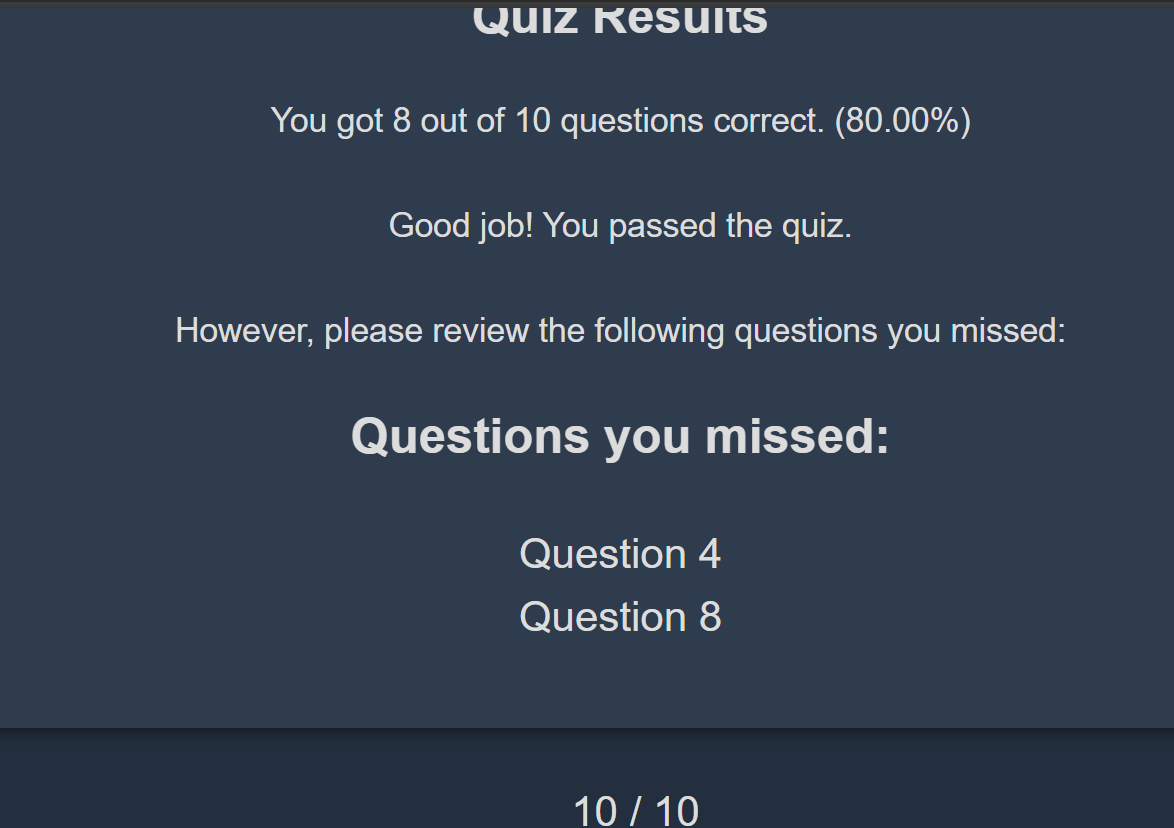 Quiz Results
You got 8 out of 10 questions correct. (80.00%)
Good job! You passed the quiz.
However, please review the following questions you missed:
Questions you missed:
Question 4
Question 8
10 / 10